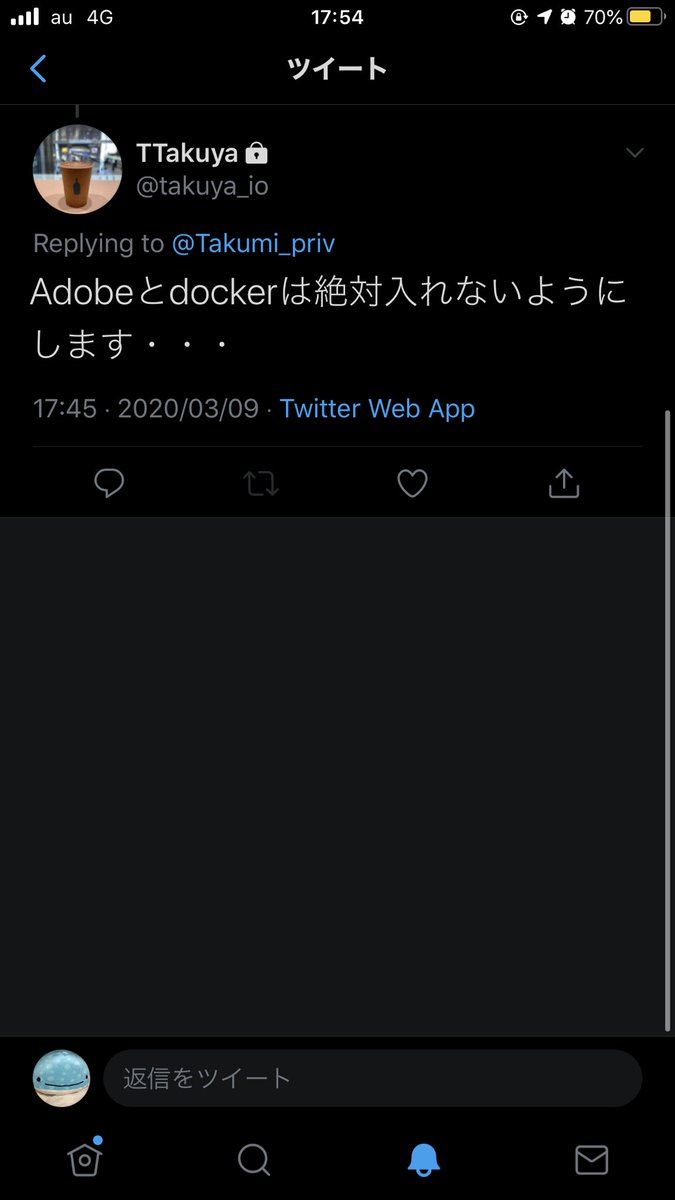 au 4G 17:54 70%
ツイート
TTakuya
@takuya_io
Replying to @Takumi_priv
Adobeとdockerは絶対入れないように
します・・・
17:45 · 2020/03/09 · Twitter Web App
返信をツイート